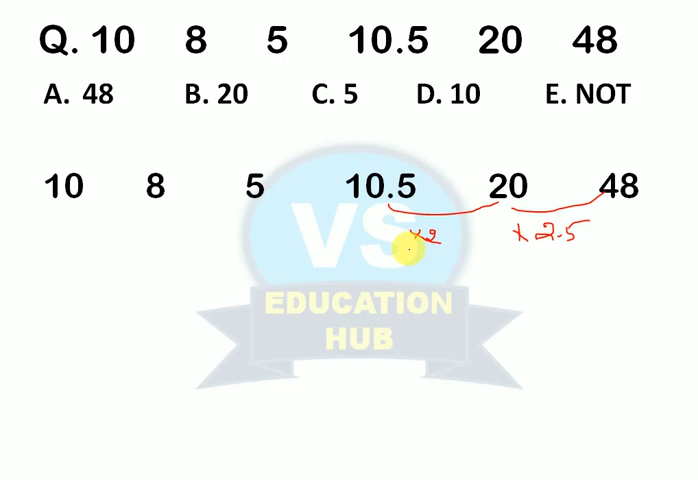 Q. 10 8 5 10.5 20 48
A. 48 B. 20 C. 5 D. 10 E. NOT
10 8 5 10.5 20 48
×2 ×2.5
VS
EDUCATION
HUB